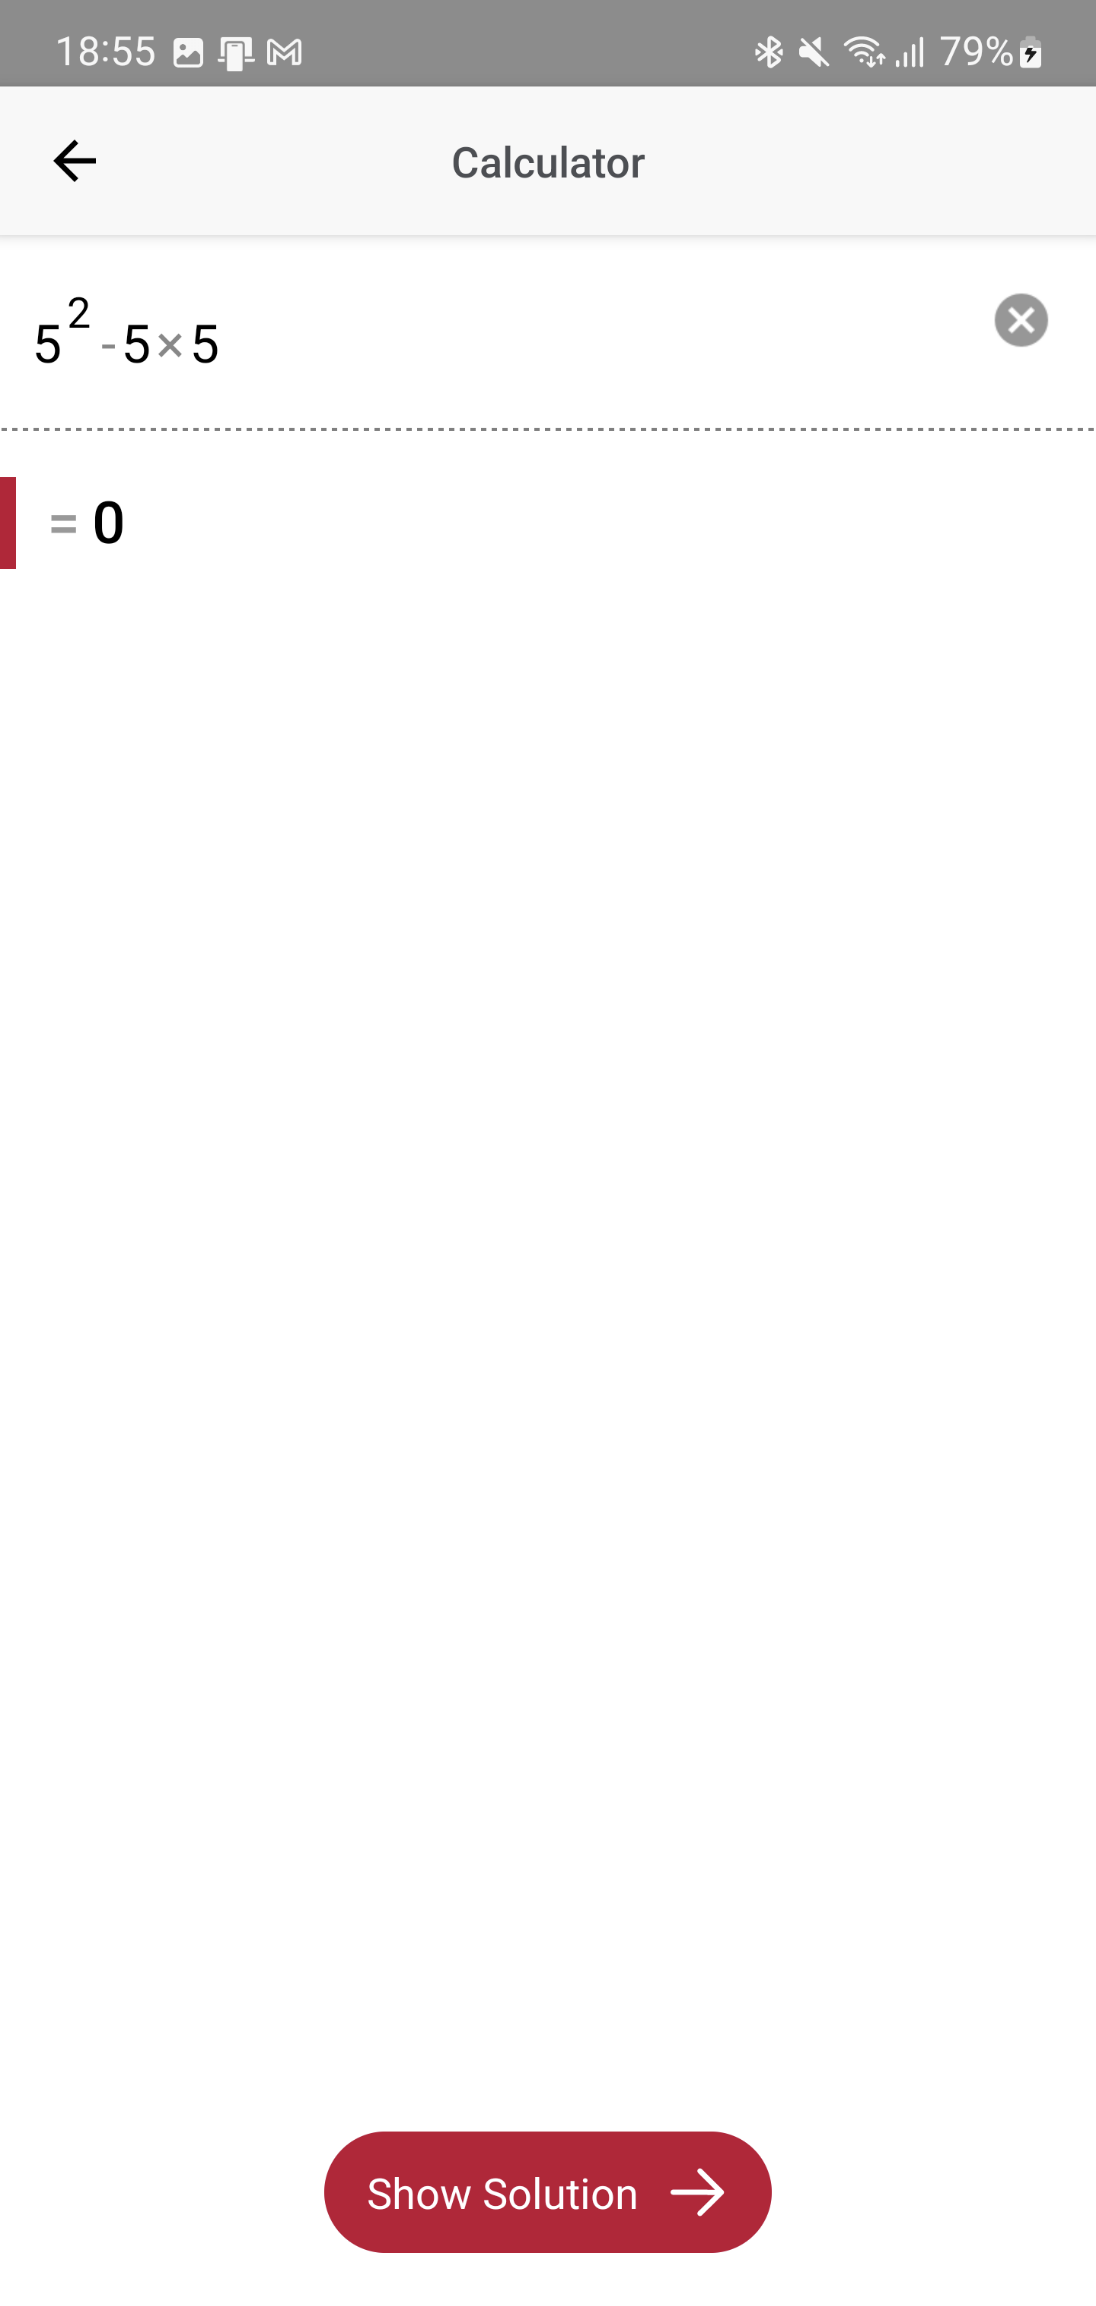 18:55 79%
Calculator
5² - 5 × 5
= 0
Show Solution